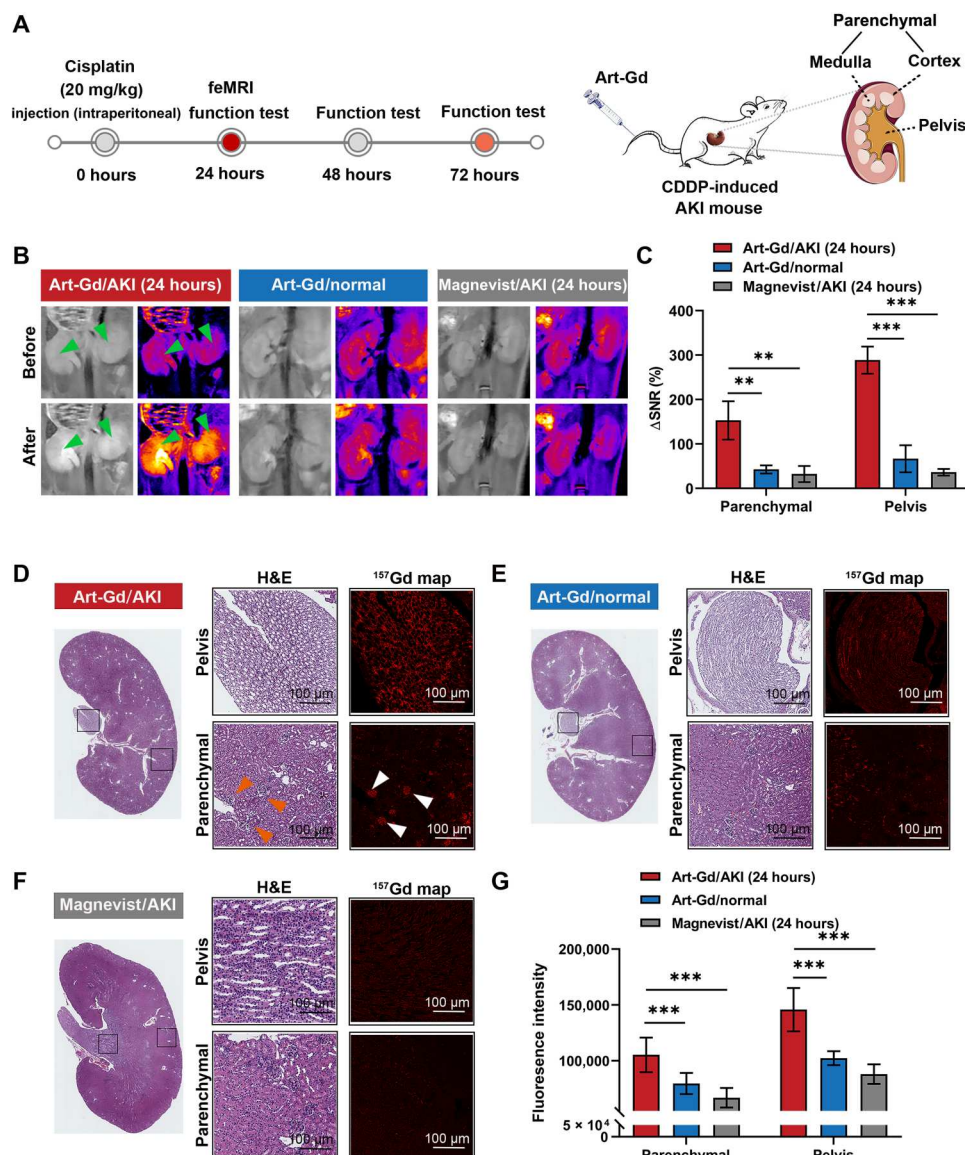 A
Cisplatin
(20 mg/kg)
injection (intraperitoneal)
feMRI
function test
Function test
Function test
0 hours
24 hours
48 hours
72 hours
Art-Gd
CDDP-induced
AKI mouse
Parenchymal
Medulla
Cortex
Pelvis
B
Art-Gd/AKI (24 hours)
Art-Gd/normal
Magnevist/AKI (24 hours)
Before
After
C
Art-Gd/AKI (24 hours)
Art-Gd/normal
Magnevist/AKI (24 hours)
ΔSNR (%)
400
300
200
100
0
**
**
***
***
Parenchymal
Pelvis
D
Art-Gd/AKI
H&E
¹⁵⁷Gd map
Pelvis
100 μm
100 μm
Parenchymal
100 μm
100 μm
E
Art-Gd/normal
H&E
¹⁵⁷Gd map
Pelvis
100 μm
100 μm
Parenchymal
100 μm
100 μm
F
Magnevist/AKI
H&E
¹⁵⁷Gd map
Pelvis
100 μm
100 μm
Parenchymal
100 μm
100 μm
G
Art-Gd/AKI (24 hours)
Art-Gd/normal
Magnevist/AKI (24 hours)
Fluoresence intensity
200,000
150,000
100,000
5 × 10⁴
0
***
***
***
***
Parenchymal
Pelvis